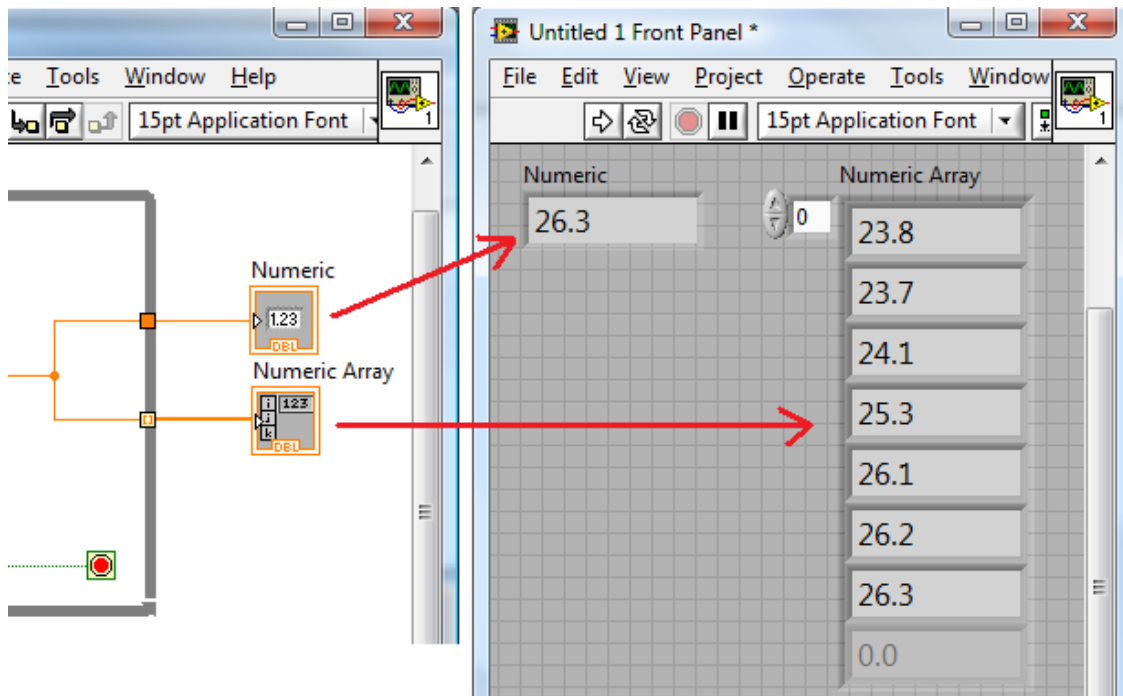 Tools Window Help
15pt Application Font
1
Numeric
1.23
DBL
Numeric Array
i 123
j
k
DBL
Untitled 1 Front Panel *
File Edit View Project Operate Tools Window
15pt Application Font
1
Numeric
26.3
Numeric Array
0
23.8
23.7
24.1
25.3
26.1
26.2
26.3
0.0